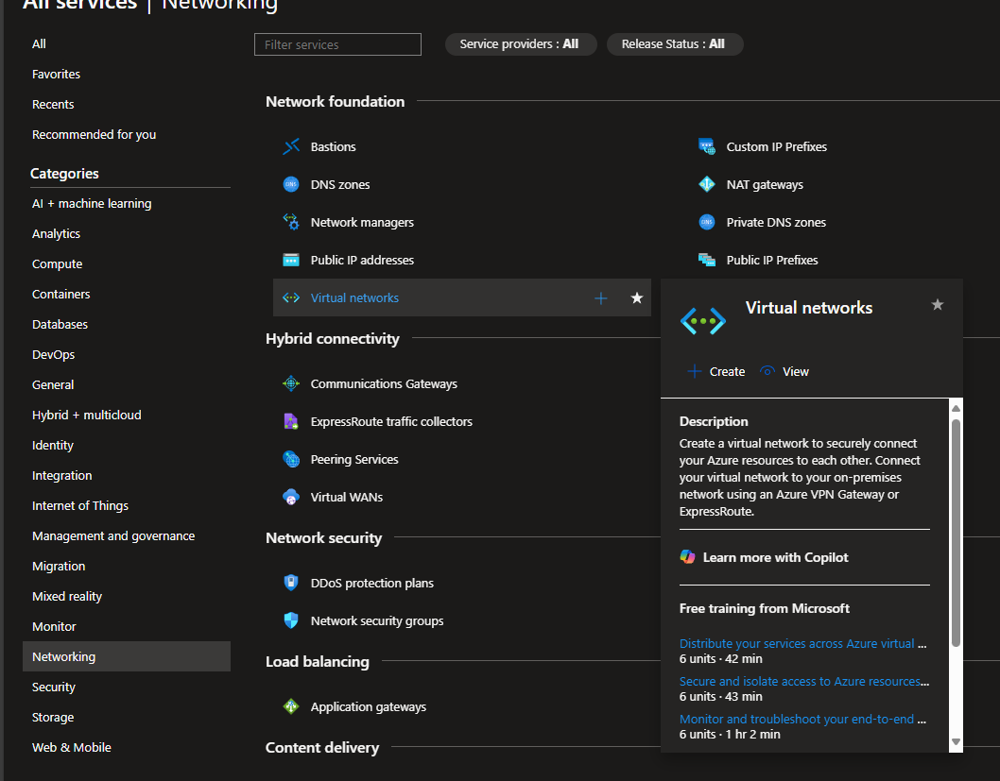 All services | Networking
All
Favorites
Recents
Recommended for you
Categories
AI + machine learning
Analytics
Compute
Containers
Databases
DevOps
General
Hybrid + multicloud
Identity
Integration
Internet of Things
Management and governance
Migration
Mixed reality
Monitor
Networking
Security
Storage
Web & Mobile
Filter services
Service providers : All
Release Status : All
Network foundation
Bastions
Custom IP Prefixes
DNS
DNS zones
NAT gateways
Network managers
DNS
Private DNS zones
Public IP addresses
Public IP Prefixes
Virtual networks
Hybrid connectivity
Communications Gateways
ExpressRoute traffic collectors
Peering Services
Virtual WANs
Network security
DDoS protection plans
Network security groups
Load balancing
Application gateways
Content delivery
Virtual networks
Create
View
Description
Create a virtual network to securely connect
your Azure resources to each other. Connect
your virtual network to your on-premises
network using an Azure VPN Gateway or
ExpressRoute.
Learn more with Copilot
Free training from Microsoft
Distribute your services across Azure virtual ...
6 units · 42 min
Secure and isolate access to Azure resources...
6 units · 43 min
Monitor and troubleshoot your end-to-end ...
6 units · 1 hr 2 min